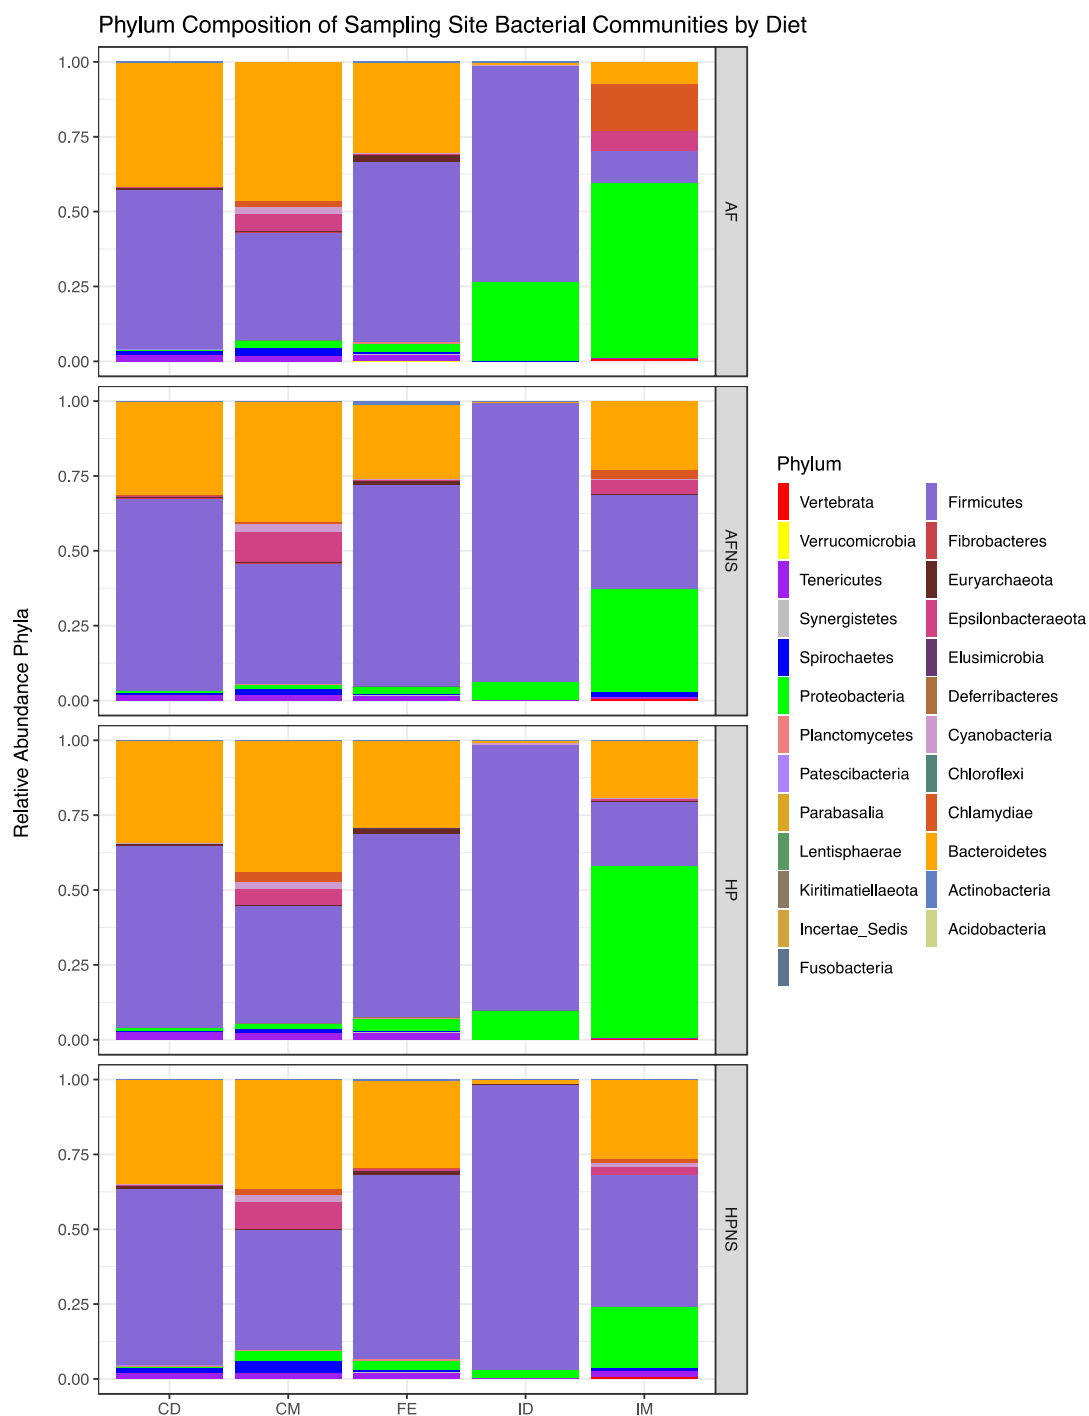 Phylum Composition of Sampling Site Bacterial Communities by Diet
Relative Abundance Phyla
1.00
0.75
0.50
0.25
0.00
AF
1.00
0.75
0.50
0.25
0.00
AFNS
1.00
0.75
0.50
0.25
0.00
HP
1.00
0.75
0.50
0.25
0.00
HPNS
CD CM FE ID IM
Phylum
Vertebrata Firmicutes
Verrucomicrobia Fibrobacteres
Tenericutes Euryarchaeota
Synergistetes Epsilonbacteraeota
Spirochaetes Elusimicrobia
Proteobacteria Deferribacteres
Planctomycetes Cyanobacteria
Patescibacteria Chloroflexi
Parabasalia Chlamydiae
Lentisphaerae Bacteroidetes
Kiritimatiellaeota Actinobacteria
Incertae_Sedis Acidobacteria
Fusobacteria